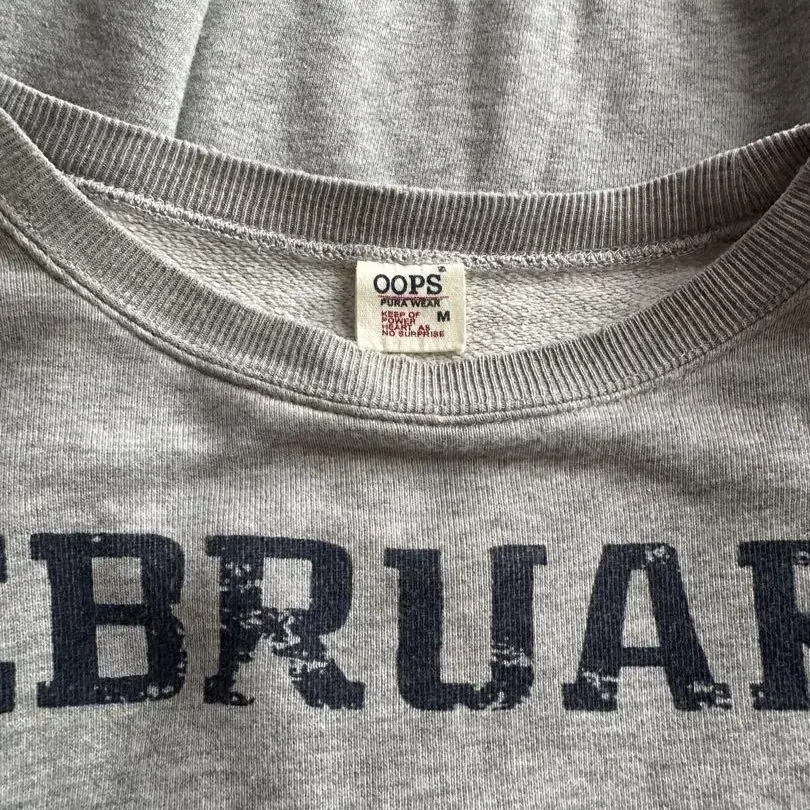 OOPS
PURA WEAR
M
KEEP OF
POWER
HEART AS
NO SURPRISE
EBRUAR